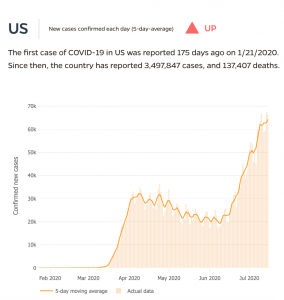 US
New cases confirmed each day (5-day-average)
UP
The first case of COVID-19 in US was reported 175 days ago on 1/21/2020.
Since then, the country has reported 3,497,847 cases, and 137,407 deaths.
70k
60k
50k
40k
30k
20k
10k
0
Confirmed new cases
Feb 2020
Mar 2020
Apr 2020
May 2020
Jun 2020
Jul 2020
5-day moving average
Actual data